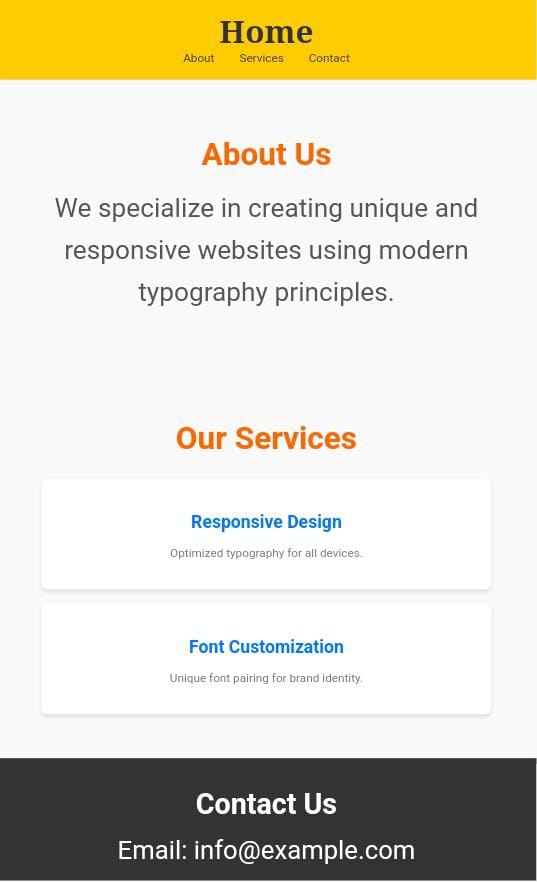 Home
About Services Contact
About Us
We specialize in creating unique and
responsive websites using modern
typography principles.
Our Services
Responsive Design
Optimized typography for all devices.
Font Customization
Unique font pairing for brand identity.
Contact Us
Email: info@example.com